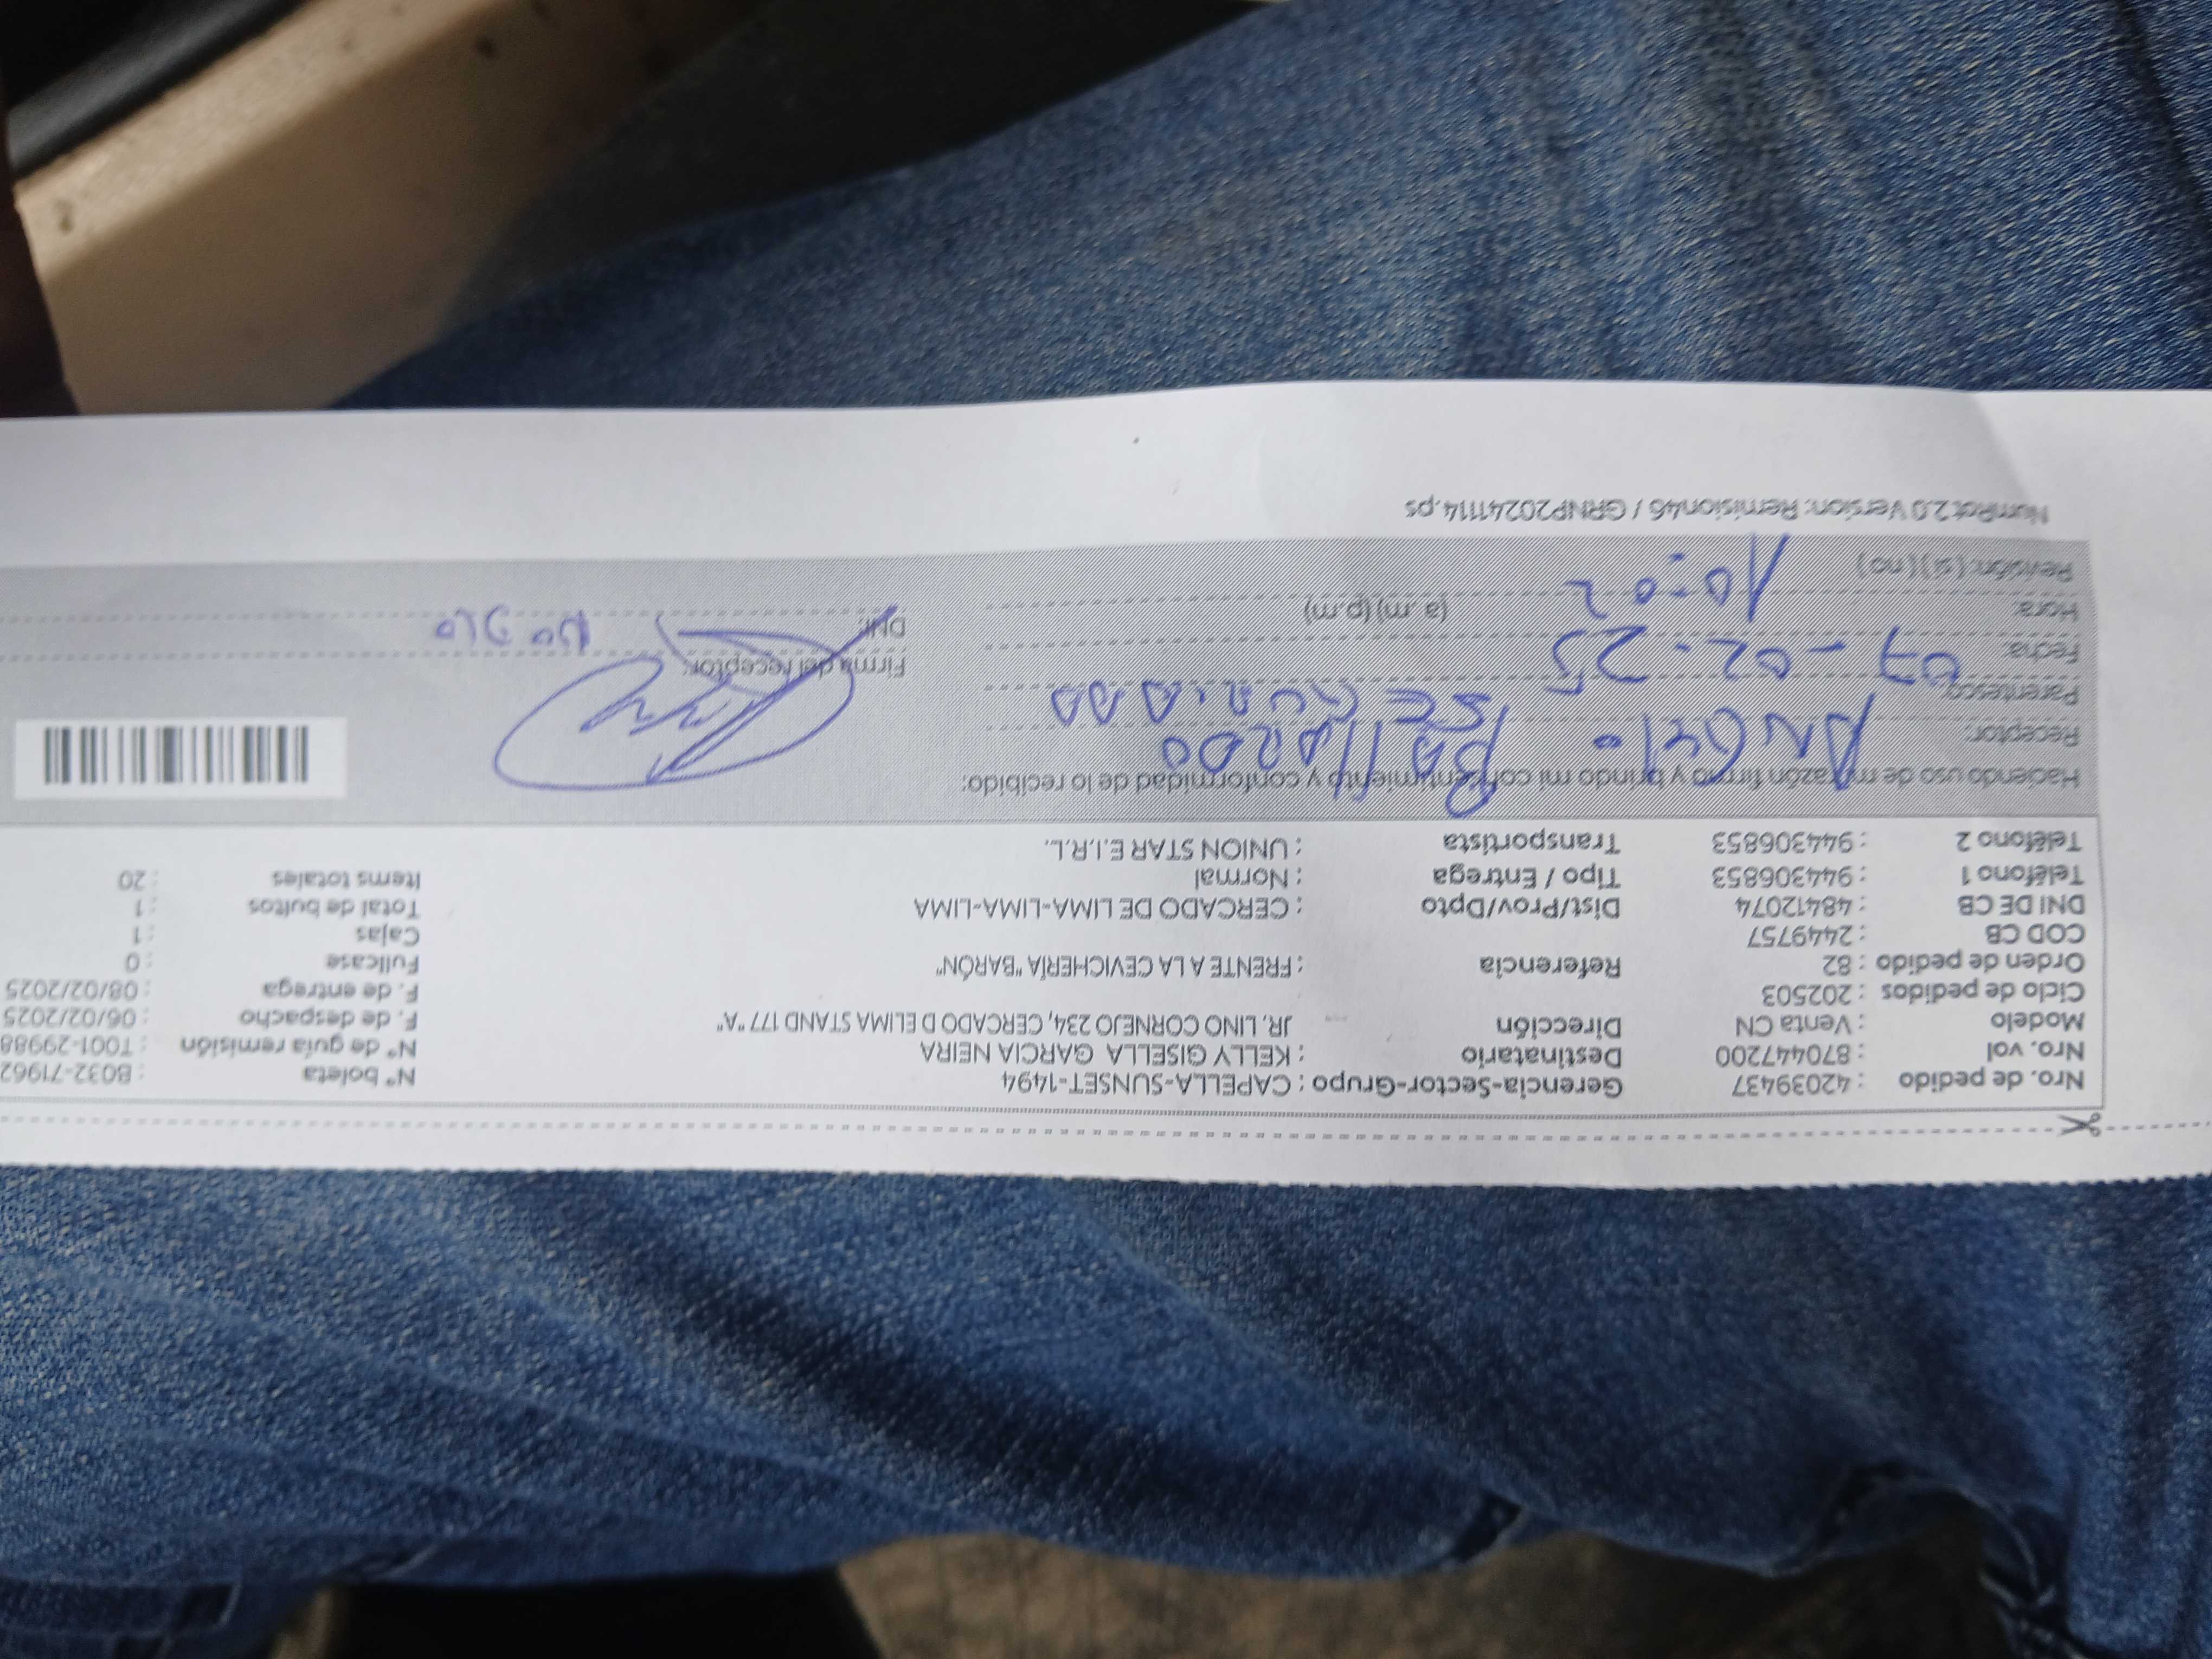 Nro. de pedido : 42039437 Gerencia-Sector-Grupo : CAPELLA-SUNSET-1494 N° boleta : B032-71962
Nro. vol : 870447200 Destinatario : KELLY GISELLA GARCIA NEIRA N° de guía remisión : T001-29988
Modelo : Venta CN Dirección JR. LINO CORNEJO 234, CERCADO D ELIMA STAND 177 "A" F. de despacho : 06/02/2025
Ciclo de pedidos : 202503 F. de entrega : 08/02/2025
Orden de pedido : 82 Referencia : FRENTE A LA CEVICHERÍA "BARÓN" Fullcase : 0
COD CB : 2449757 Cajas : 1
DNI DE CB : 48412074 Dist/Prov/Dpto : CERCADO DE LIMA-LIMA-LIMA Total de bultos : 1
Teléfono 1 : 944306853 Tipo / Entrega : Normal Items totales : 20
Teléfono 2 : 944306853 Transportista : UNION STAR E.I.R.L.
Haciendo uso de mi razón firmo y brindo mi consentimiento y conformidad de lo recibido:
Receptor:
Parentesco: SEGURIDAD
Fecha: 07-02-25 Firma del receptor:
Hora: 10:02 (a.m) (p.m) DNI: NO DIO
Revisión: (si) (no)
NumRot 2.0 Version: Remision46 / GRNP20241114.ps